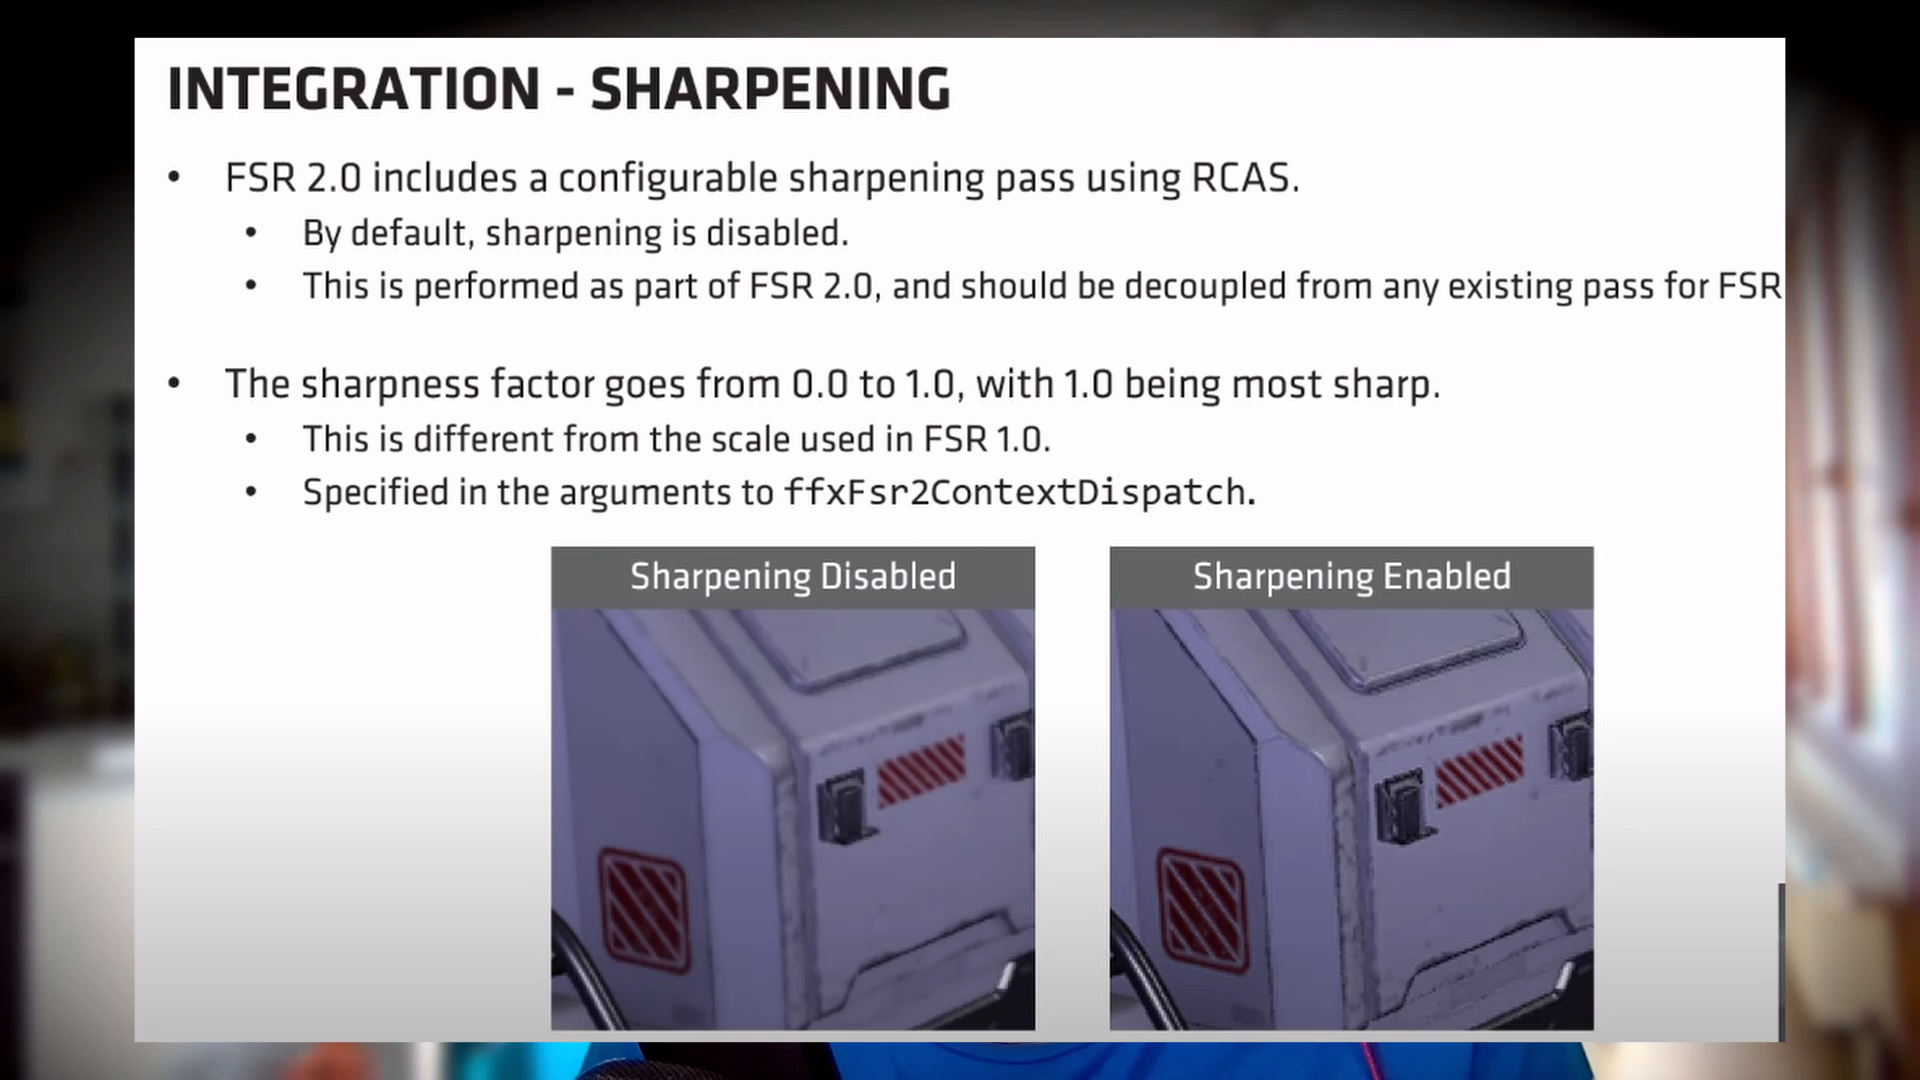 INTEGRATION - SHARPENING
• FSR 2.0 includes a configurable sharpening pass using RCAS.
• By default, sharpening is disabled.
• This is performed as part of FSR 2.0, and should be decoupled from any existing pass for FSR
• The sharpness factor goes from 0.0 to 1.0, with 1.0 being most sharp.
• This is different from the scale used in FSR 1.0.
• Specified in the arguments to ffxFsr2ContextDispatch.
Sharpening Disabled
Sharpening Enabled